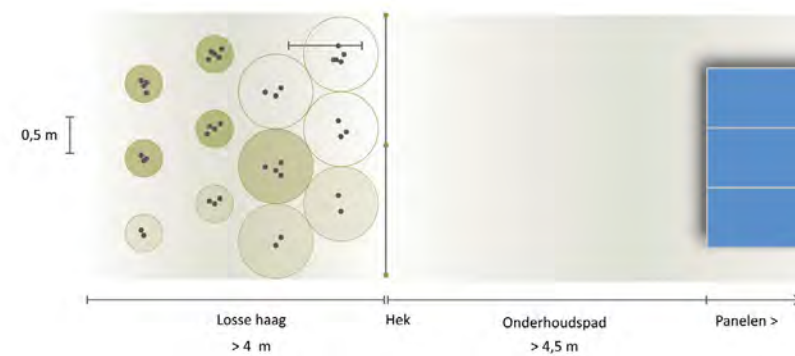 0,5 m
Losse haag
> 4 m
Hek
Onderhoudspad
> 4,5 m
Panelen >